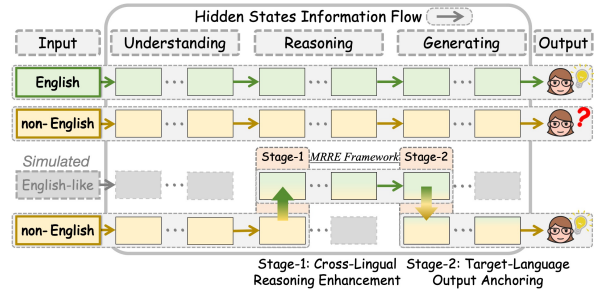 Hidden States Information Flow
Input Understanding Reasoning Generating Output
English
non-English ?
Simulated
Stage-1 MRRE Framework Stage-2
English-like
non-English
Stage-1: Cross-Lingual
Reasoning Enhancement
Stage-2: Target-Language
Output Anchoring